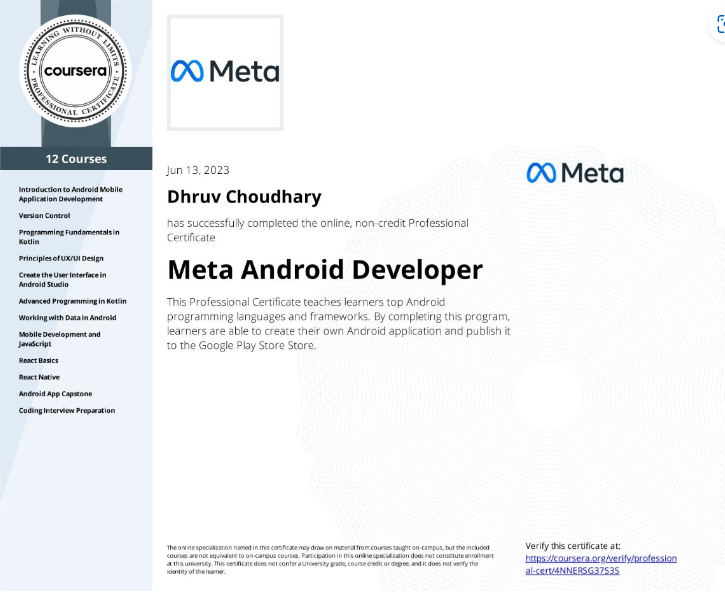 LEARNING WITHOUT LIMITS
coursera
PROFESSIONAL CERTIFICATE
12 Courses
Introduction to Android Mobile
Application Development
Version Control
Programming Fundamentals in
Kotlin
Principles of UX/UI Design
Create the User Interface in
Android Studio
Advanced Programming in Kotlin
Working with Data in Android
Mobile Development and
JavaScript
React Basics
React Native
Android App Capstone
Coding Interview Preparation
Meta
Jun 13, 2023
Dhruv Choudhary
has successfully completed the online, non-credit Professional
Certificate
Meta Android Developer
This Professional Certificate teaches learners top Android
programming languages and frameworks. By completing this program,
learners are able to create their own Android application and publish it
to the Google Play Store Store.
Meta
The online specialization named in this certificate may draw on material from courses taught on-campus, but the included
courses are not equivalent to on-campus courses. Participation in this online specialization does not constitute enrollment
at this university. This certificate does not confer a University grade, course credit or degree, and it does not verify the
identity of the learner.
Verify this certificate at:
https://coursera.org/verify/profession
al-cert/4NNERSG37S35